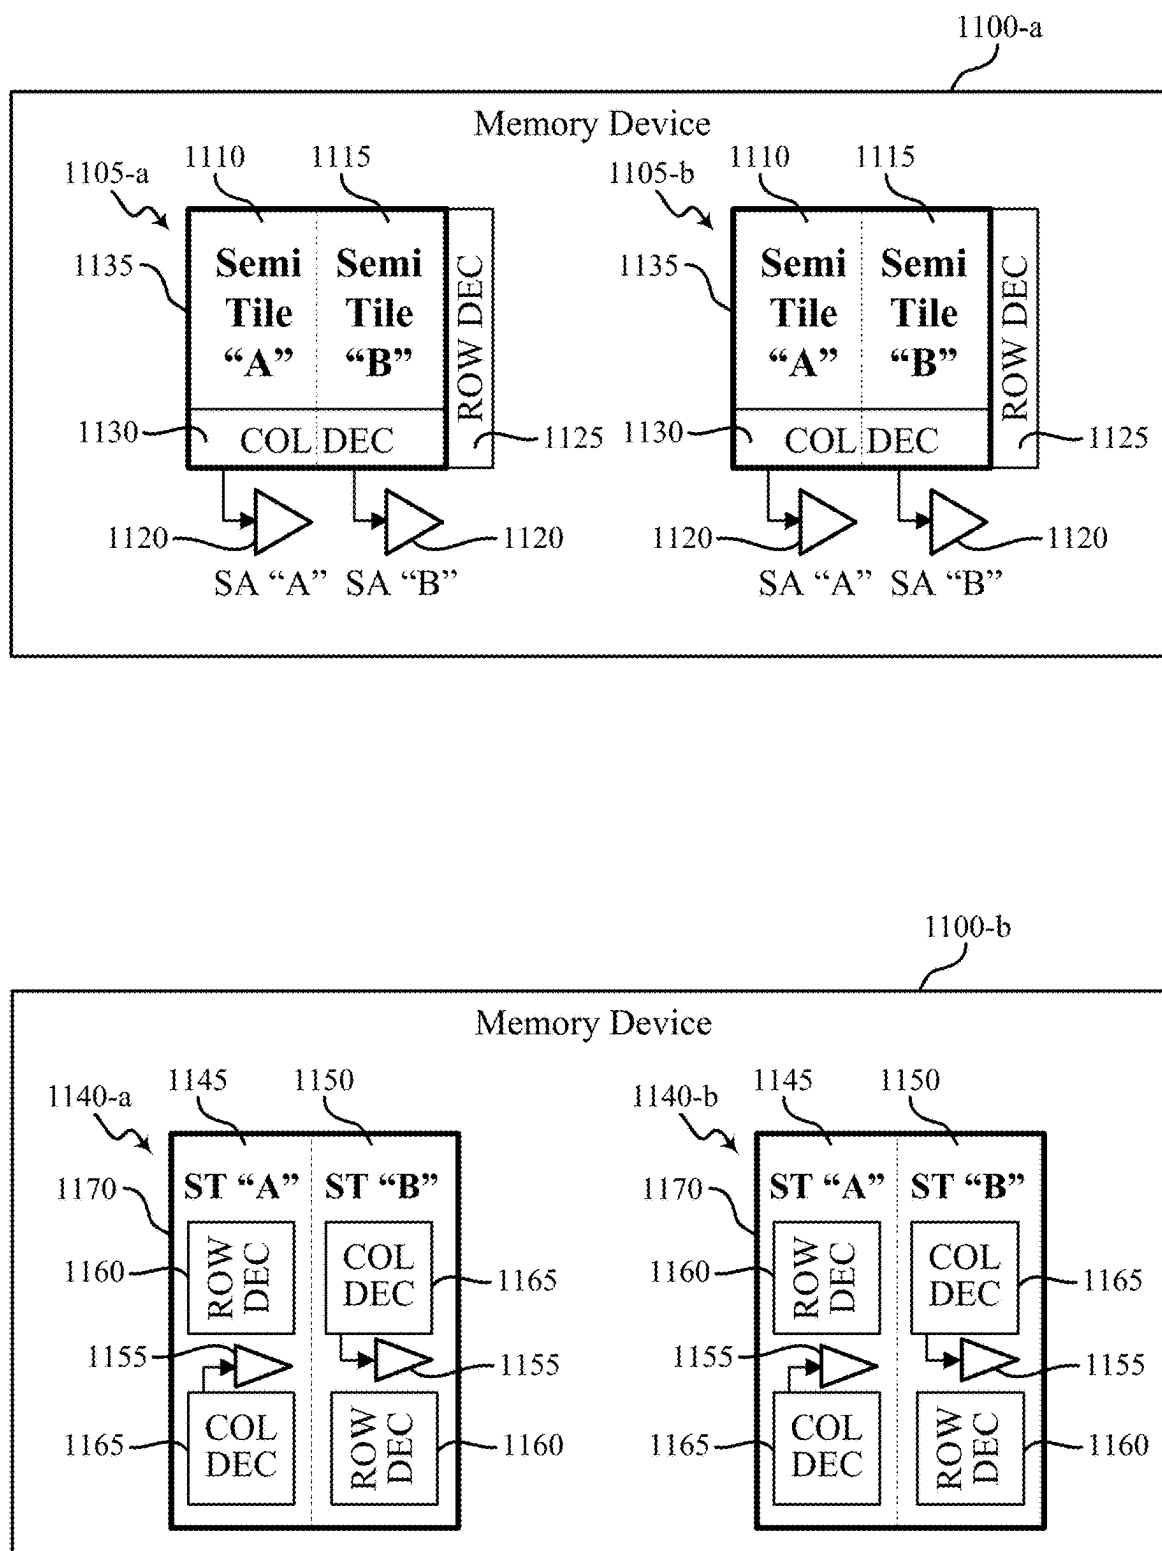 1100-a
Memory Device
1110 1115 1110 1115
1105-a 1105-b
1135 Semi Tile “A” Semi Tile “B” ROW DEC 1135 Semi Tile “A” Semi Tile “B” ROW DEC
1130 COL DEC 1125 1130 COL DEC 1125
1120 1120 1120 1120
SA “A” SA “B” SA “A” SA “B”
1100-b
Memory Device
1145 1150 1145 1150
1140-a 1140-b
1170 ST “A” ST “B” 1170 ST “A” ST “B”
1160 ROW DEC COL DEC 1165 1160 ROW DEC COL DEC 1165
1155 1155 1155 1155
1165 COL DEC ROW DEC 1160 1165 COL DEC ROW DEC 1160